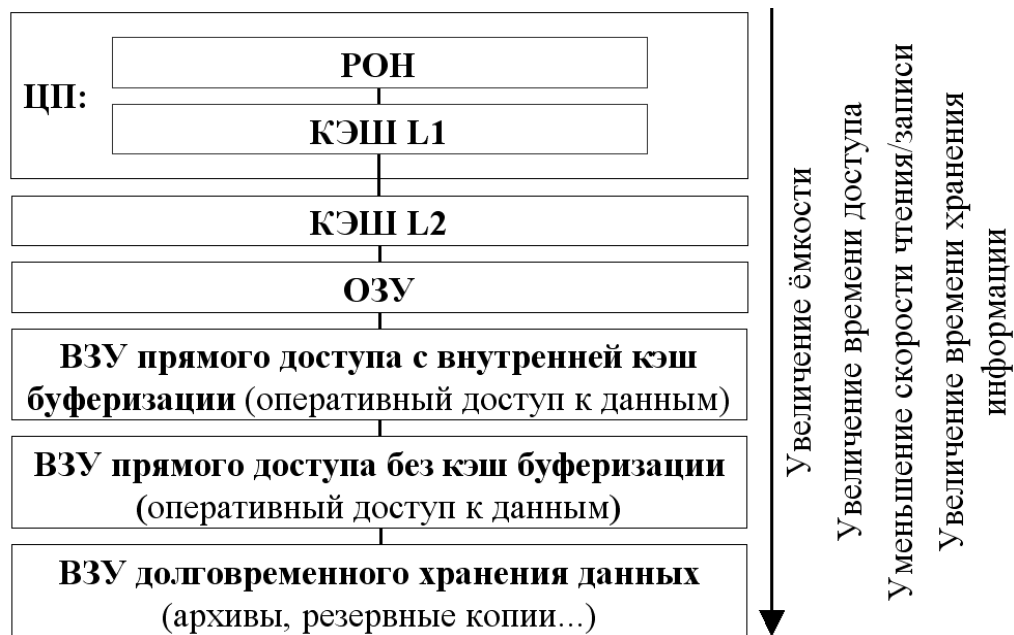 ЦП:
РОН
КЭШ L1
КЭШ L2
ОЗУ
ВЗУ прямого доступа с внутренней кэш
буферизации (оперативный доступ к данным)
ВЗУ прямого доступа без кэш буферизации
(оперативный доступ к данным)
ВЗУ долговременного хранения данных
(архивы, резервные копии...)
Увеличение ёмкости
Увеличение времени доступа
Уменьшение скорости чтения/записи
Увеличение времени хранения
информации